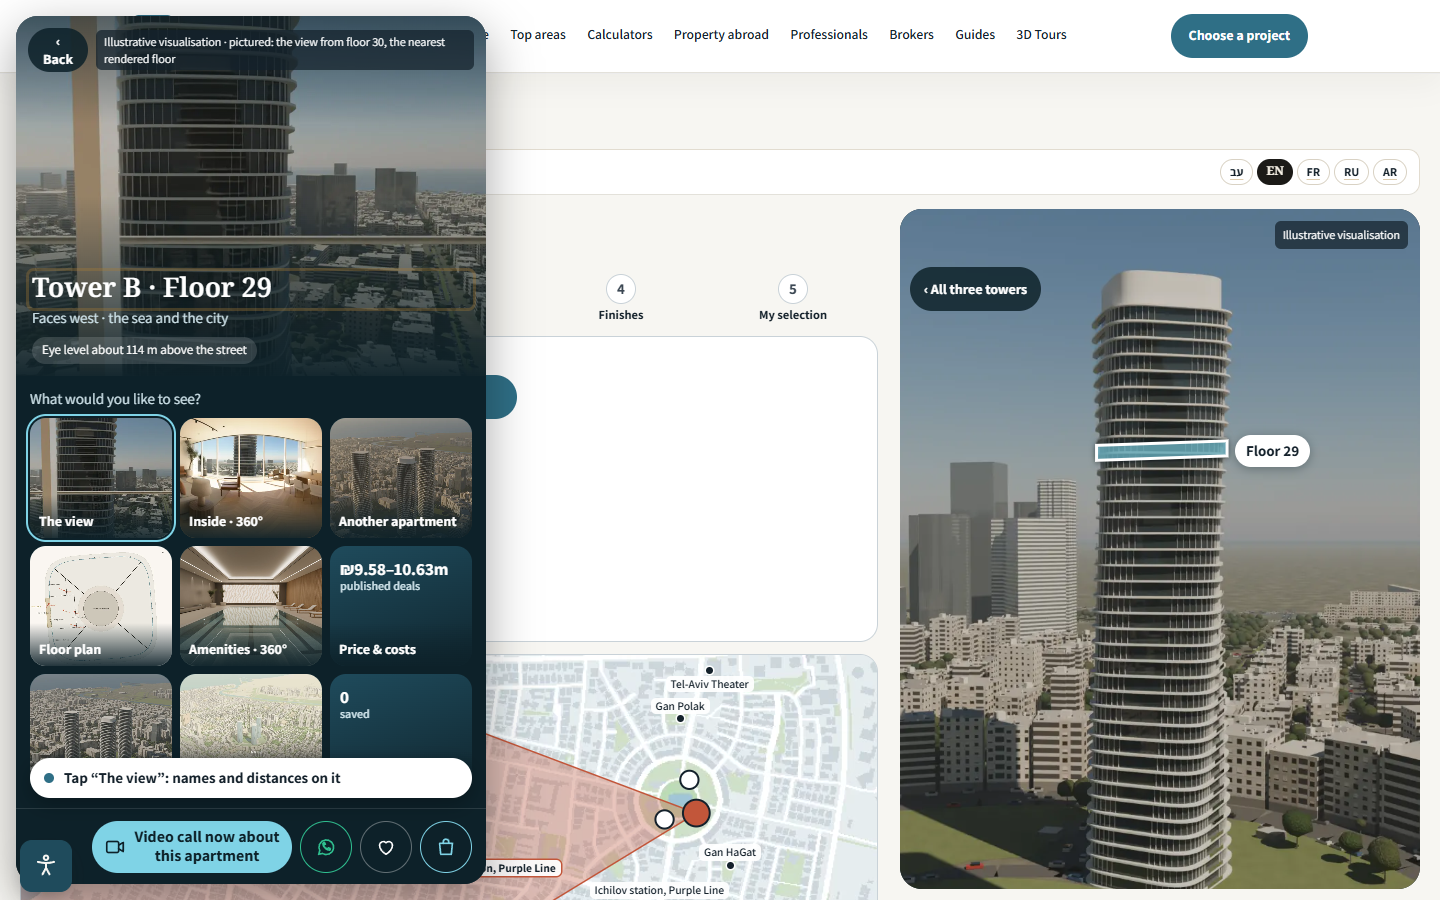 Top areas
Calculators
Property abroad
Professionals
Brokers
Guides
3D Tours
Choose a project
‹
Back
Illustrative visualisation · pictured: the view from floor 30, the nearest
rendered floor
עב
EN
FR
RU
AR
Tower B · Floor 29
Faces west · the sea and the city
Eye level about 114 m above the street
What would you like to see?
The view
Inside · 360°
Another apartment
Floor plan
Amenities · 360°
₪9.58–10.63m
published deals
Price & costs
0
saved
Tap “The view”: names and distances on it
Video call now about
this apartment
4
Finishes
5
My selection
Tel-Aviv Theater
Gan Polak
Gan HaGat
Purple Line
Ichilov station, Purple Line
Illustrative visualisation
‹ All three towers
Floor 29